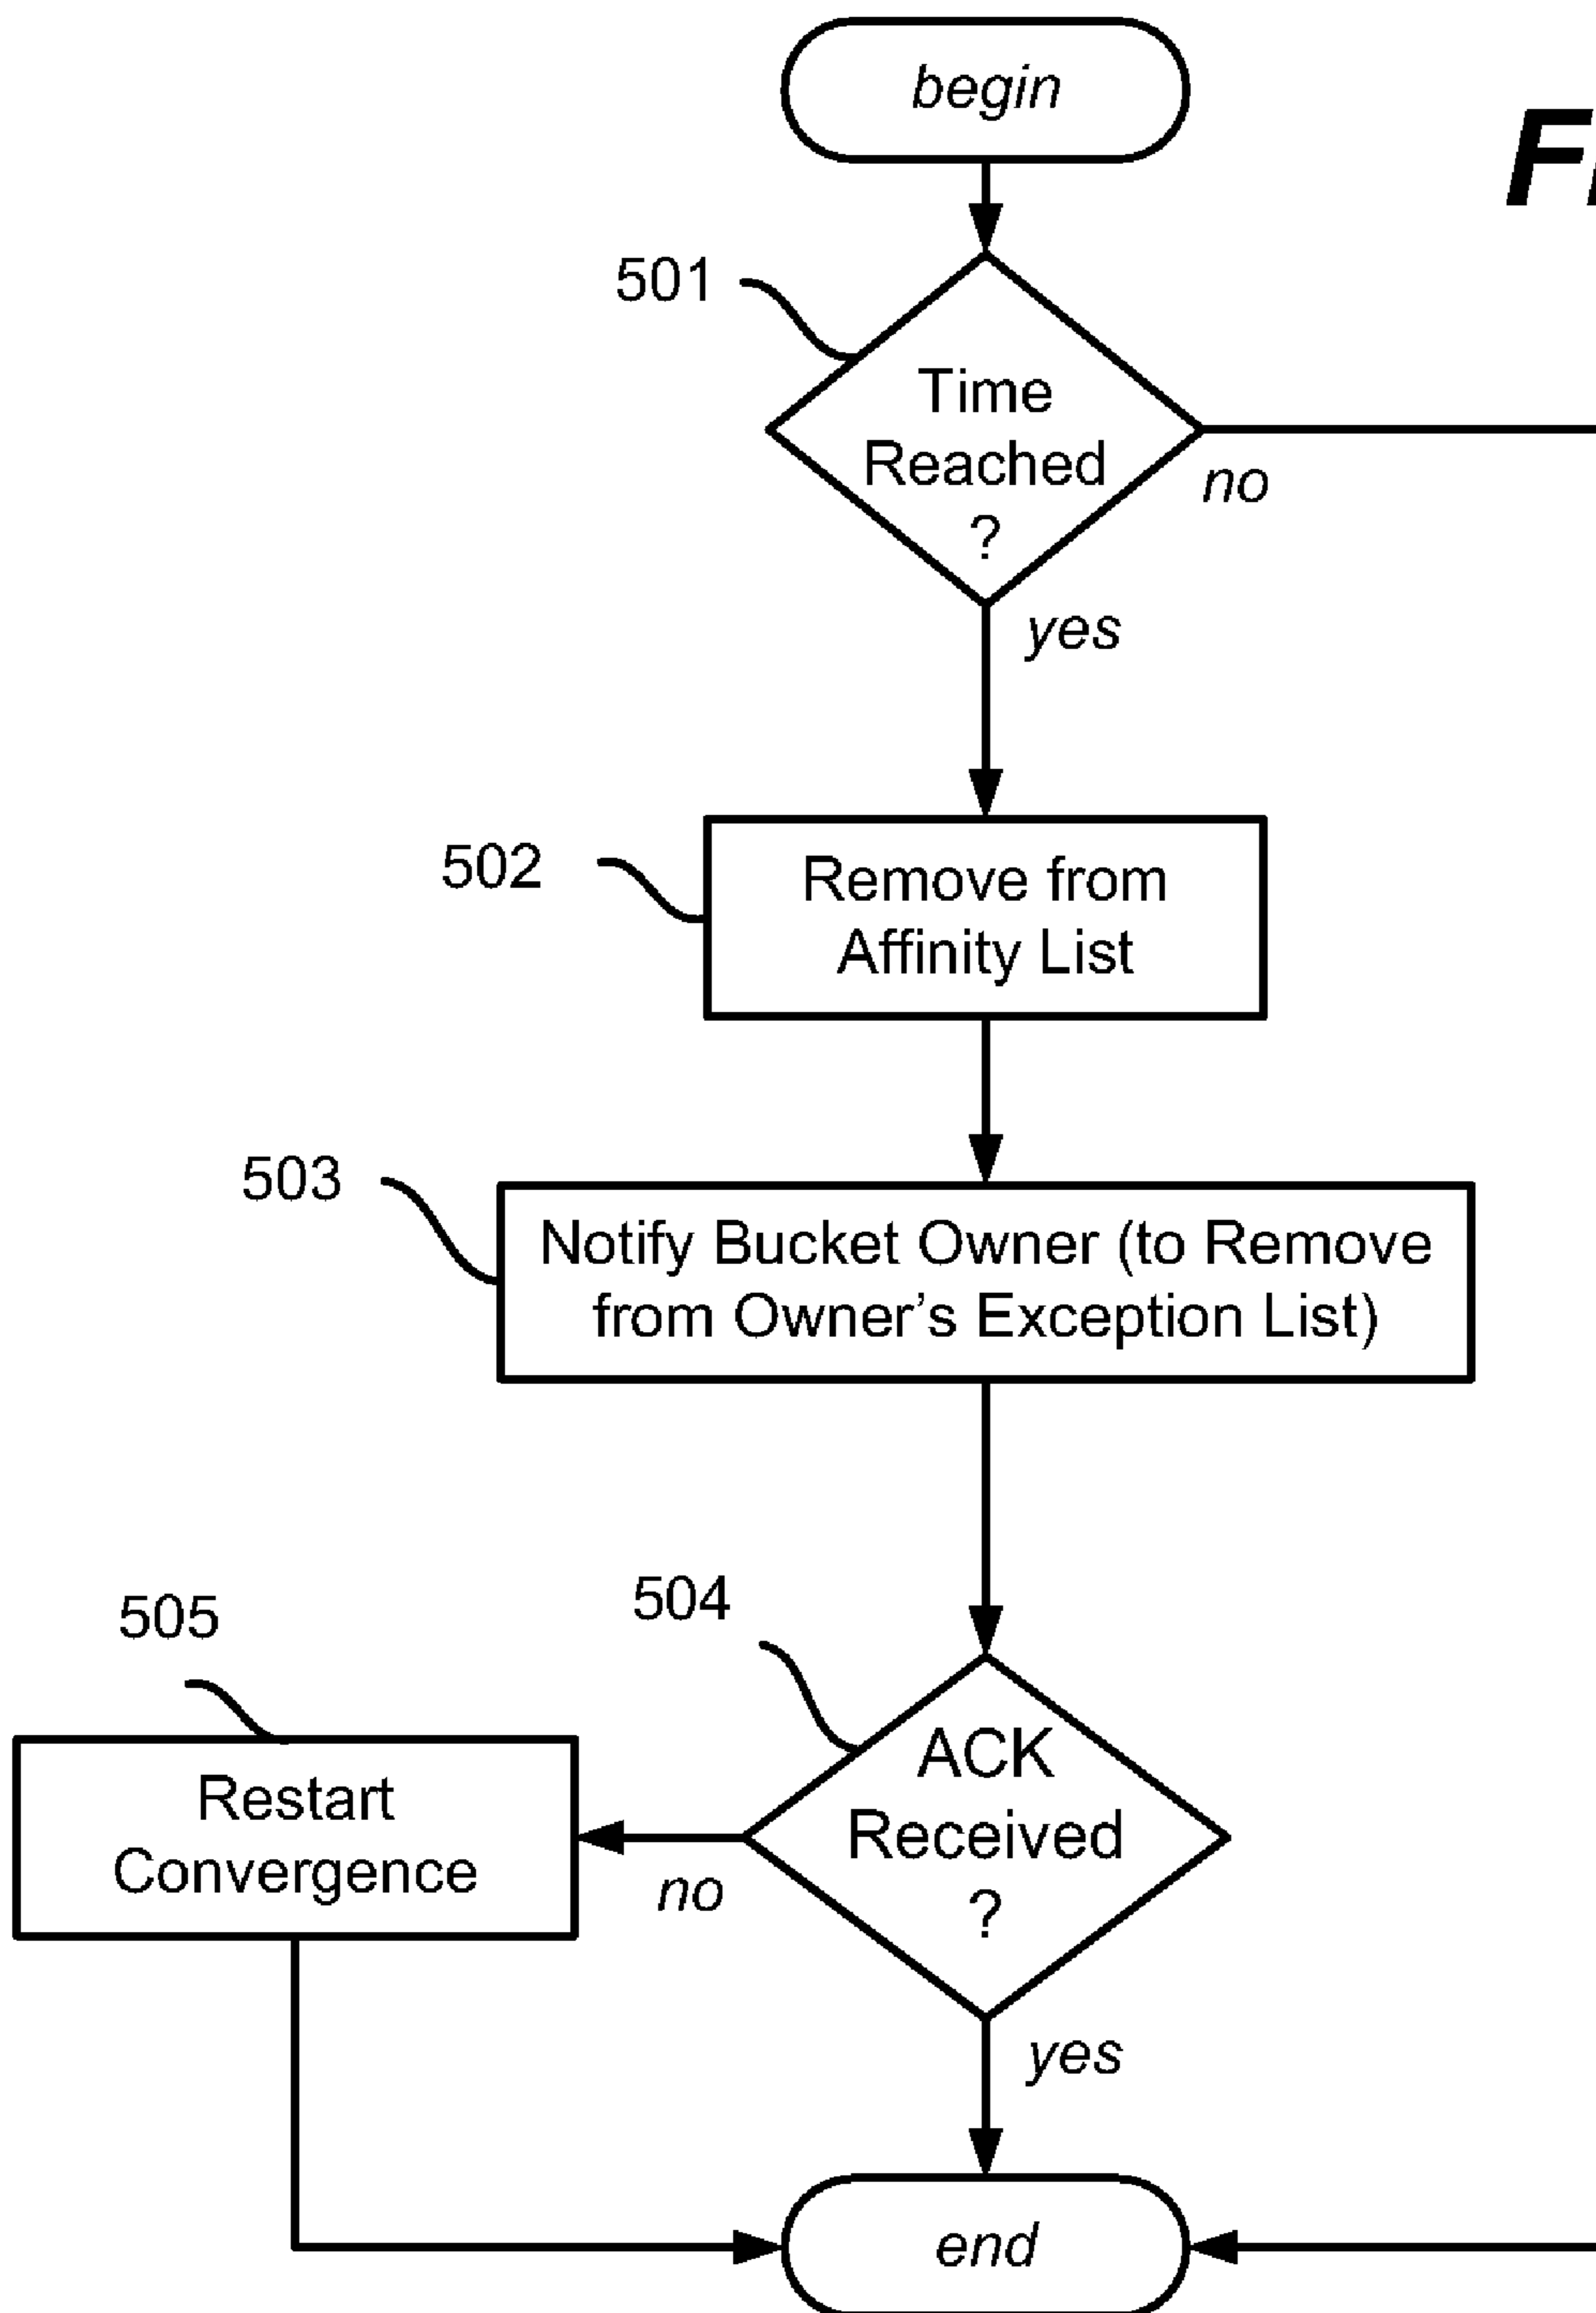 begin
501
Time
Reached
?
no
yes
502
Remove from
Affinity List
503
Notify Bucket Owner (to Remove
from Owner’s Exception List)
504
505
ACK
Received
?
Restart
Convergence
no
yes
end